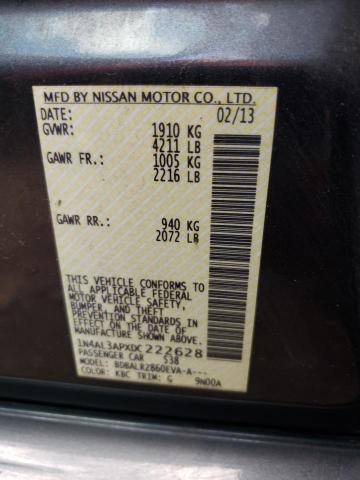 MFD BY NISSAN MOTOR CO., LTD.
DATE: 02/13
GVWR: 1910 KG
4211 LB
GAWR FR: 1005 KG
2216 LB
GAWR RR.: 940 KG
2072 LB
THIS VEHICLE CONFORMS TO
ALL APPLICABLE FEDERAL
MOTOR VEHICLE SAFETY,
BUMPER, AND THEFT
PREVENTION STANDARDS IN
EFFECT ON THE DATE OF
MANUFACTURE SHOWN ABOVE.
1N4AL3APXDC 222628
PASSENGER CAR 538
MODEL: BDBALR2860EVA-A---
COLOR: KBC TRIM: G 9N00A